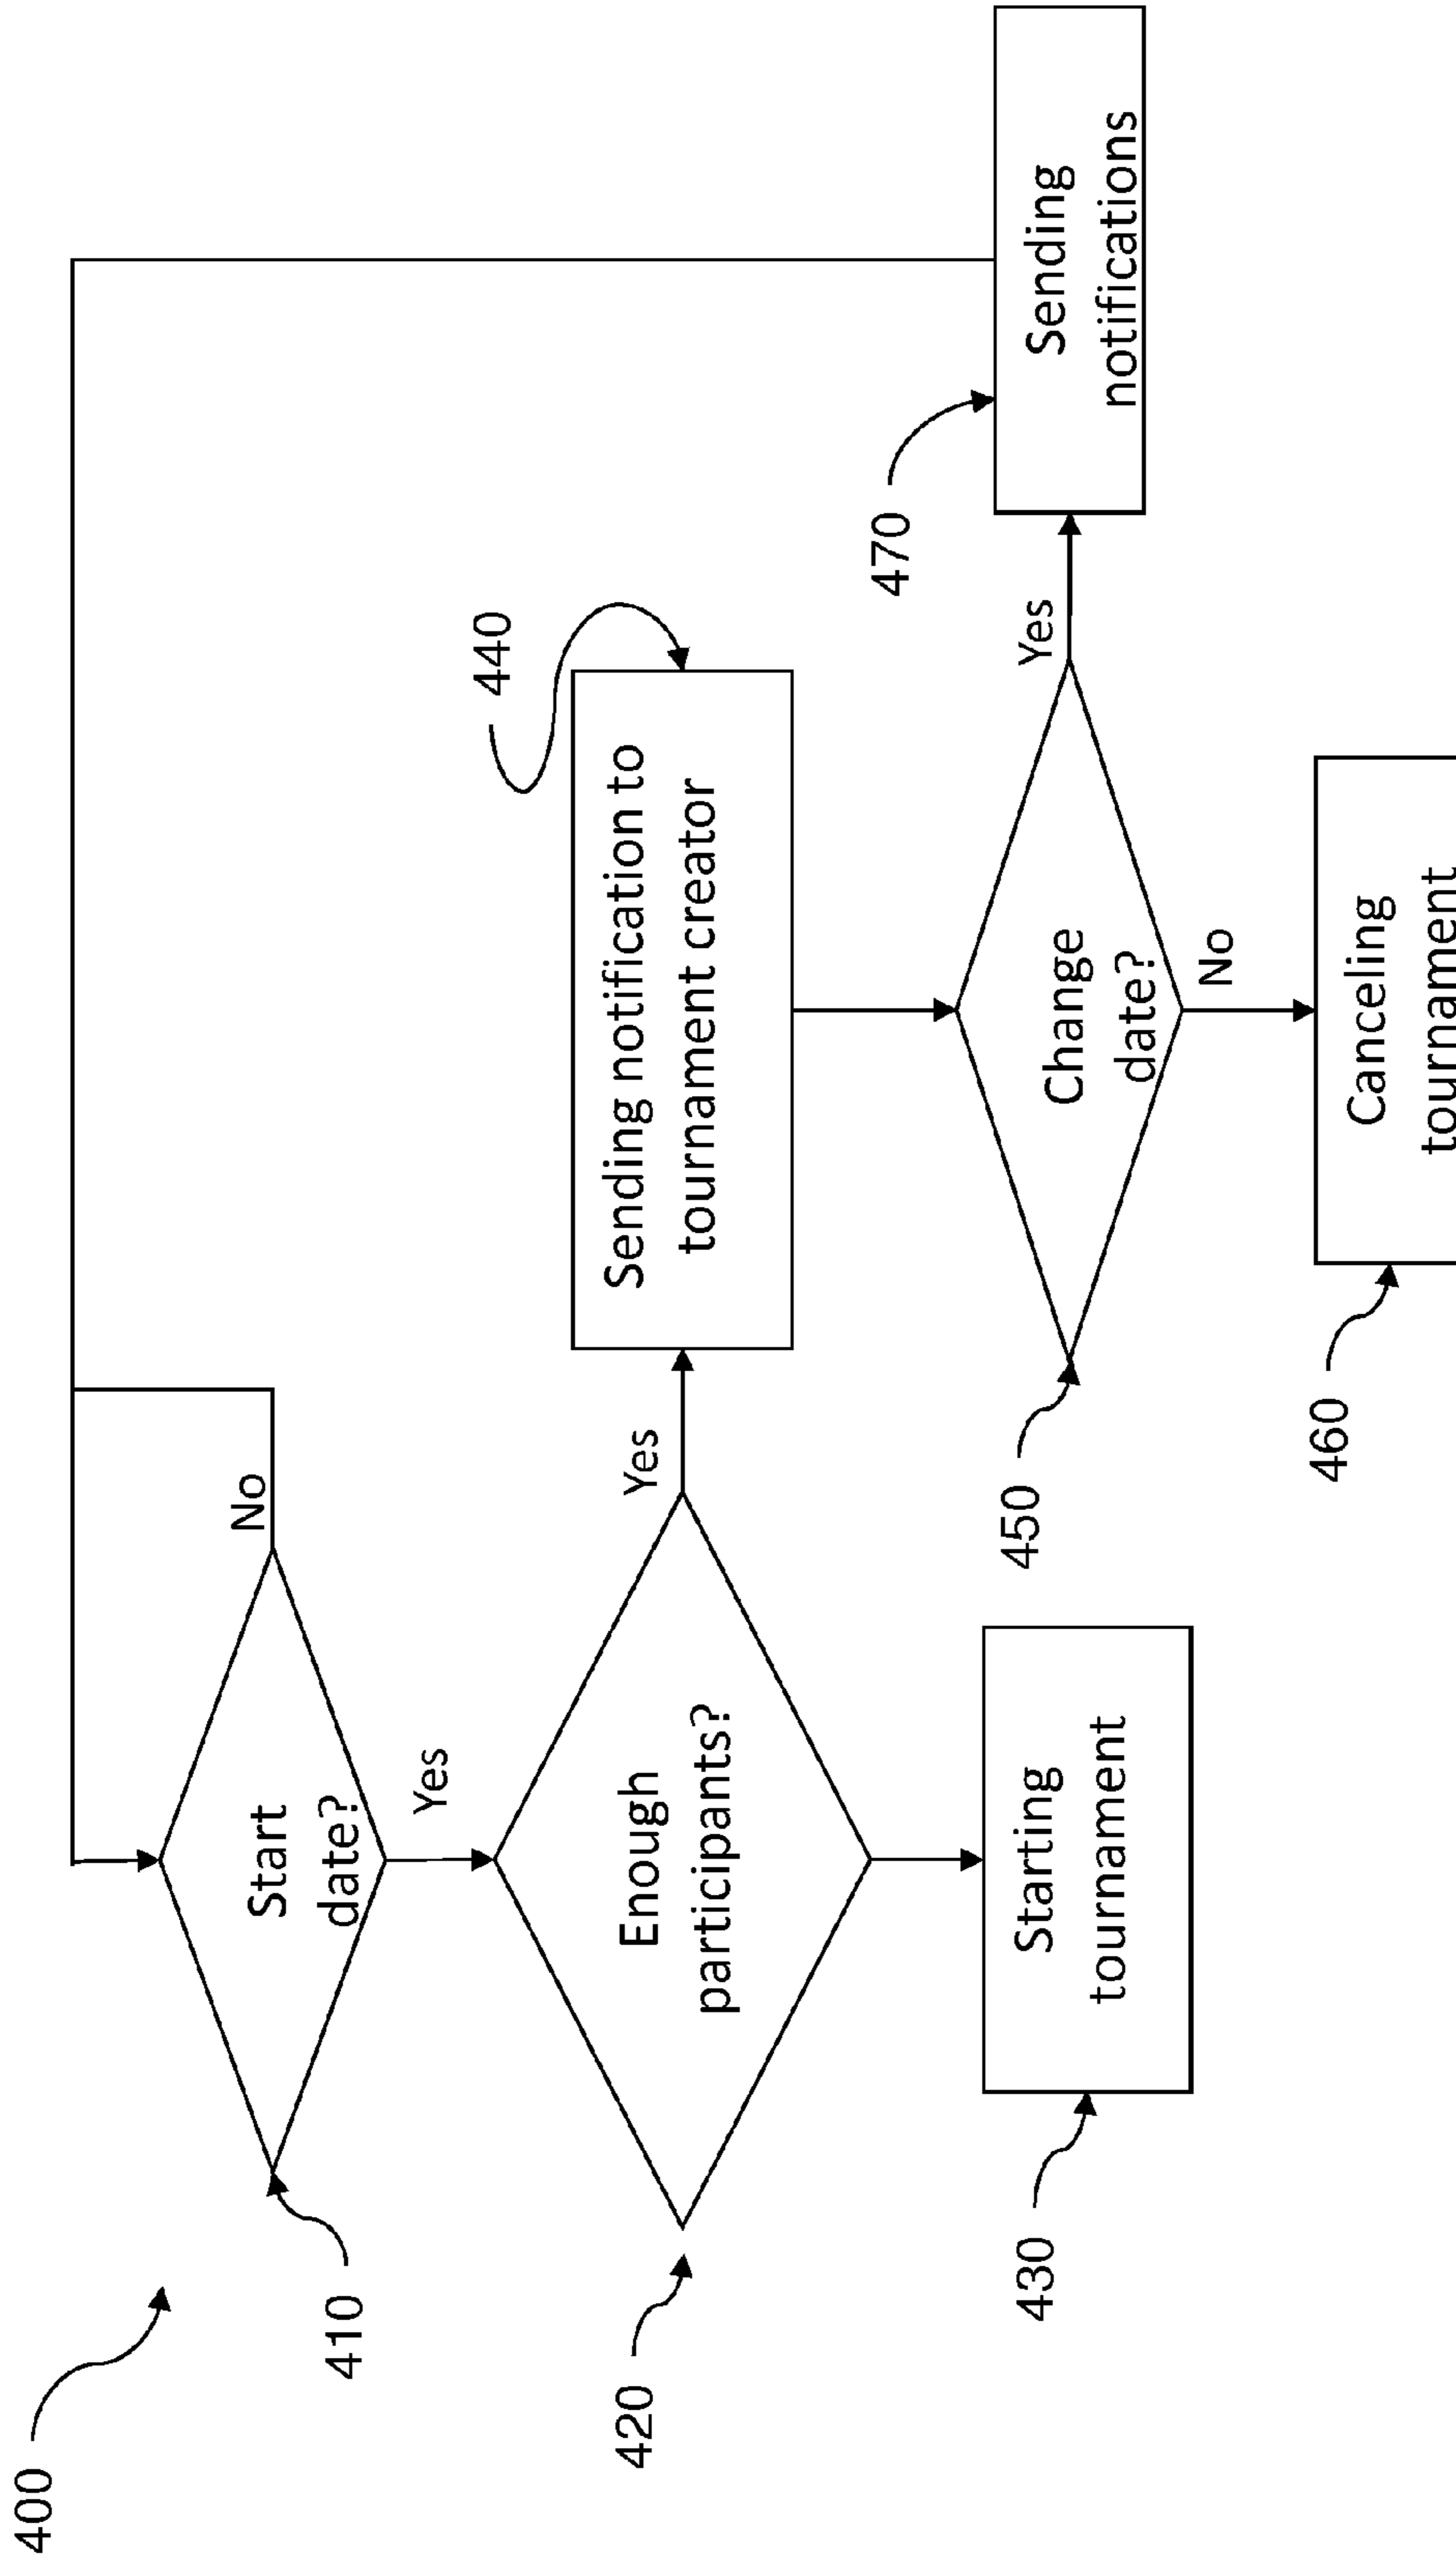 400
410
Start
date?
No
Yes
420
Enough
participants?
Yes
440
Sending notification to
tournament creator
430
Starting
tournament
450
Change
date?
Yes
470
Sending
notifications
No
460
Canceling
tournament